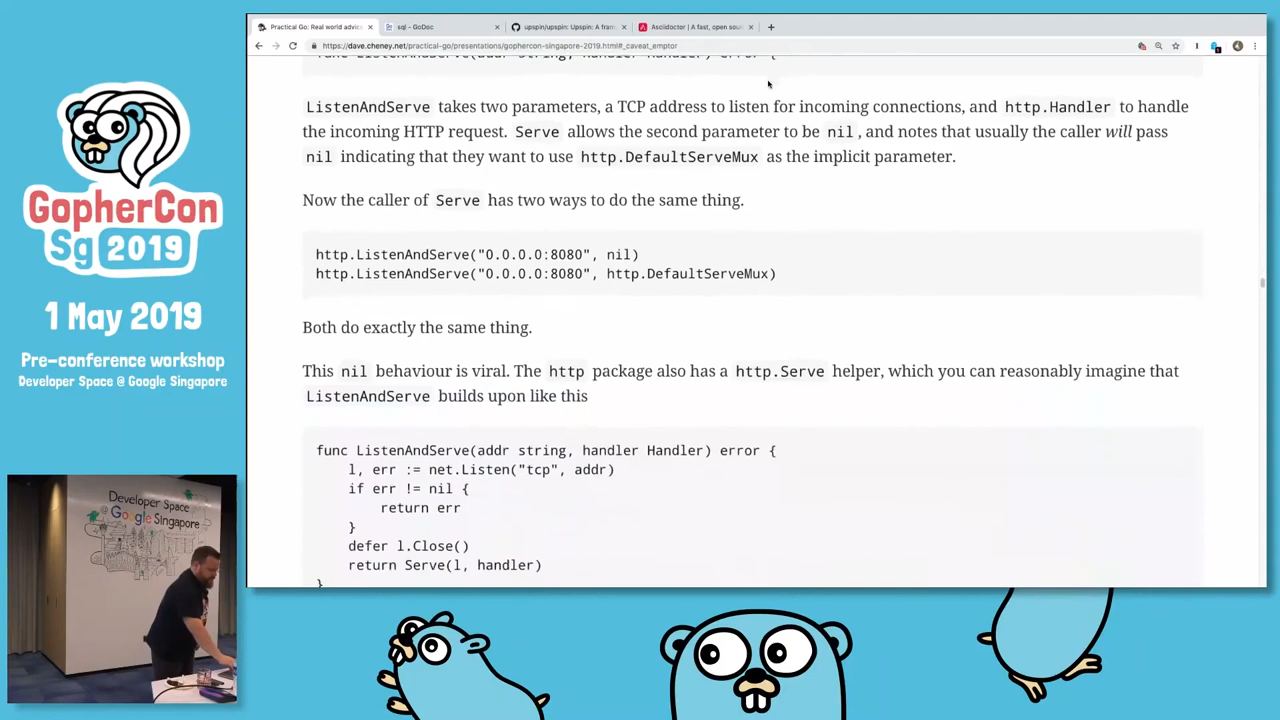 Practical Go: Real world advic
sql - GoDoc
upspin/upspin: Upspin: A fram
Asciidoctor | A fast, open sou
https://dave.cheney.net/practical-go/presentations/gophercon-singapore-2019.html#_caveat_emptor
func ListenAndServe(addr string, handler Handler) error {
ListenAndServe takes two parameters, a TCP address to listen for incoming connections, and http.Handler to handle
the incoming HTTP request. Serve allows the second parameter to be nil, and notes that usually the caller will pass
nil indicating that they want to use http.DefaultServeMux as the implicit parameter.
Now the caller of Serve has two ways to do the same thing.
http.ListenAndServe("0.0.0.0:8080", nil)
http.ListenAndServe("0.0.0.0:8080", http.DefaultServeMux)
Both do exactly the same thing.
This nil behaviour is viral. The http package also has a http.Serve helper, which you can reasonably imagine that
ListenAndServe builds upon like this
func ListenAndServe(addr string, handler Handler) error {
l, err := net.Listen("tcp", addr)
if err != nil {
return err
}
defer l.Close()
return Serve(l, handler)
}
GopherCon
Sg 2019
1 May 2019
Pre-conference workshop
Developer Space @ Google Singapore
Developer Space
@ Google Singapore